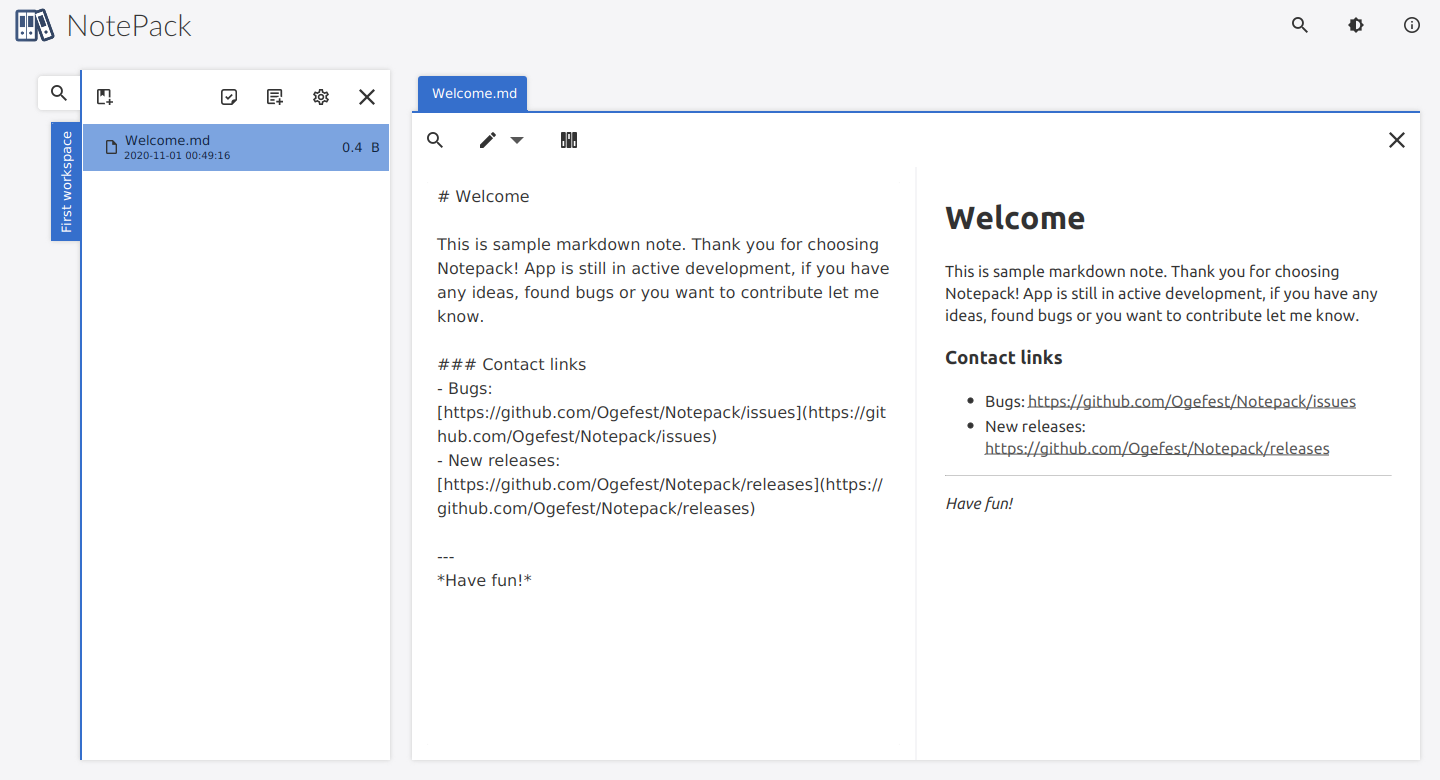 NotePack
First workspace
Welcome.md
2020-11-01 00:49:16
0.4 B
Welcome.md
# Welcome
This is sample markdown note. Thank you for choosing
Notepack! App is still in active development, if you have
any ideas, found bugs or you want to contribute let me
know.
### Contact links
- Bugs:
[https://github.com/Ogefest/Notepack/issues](https://git
hub.com/Ogefest/Notepack/issues)
- New releases:
[https://github.com/Ogefest/Notepack/releases](https://
github.com/Ogefest/Notepack/releases)
---
*Have fun!*
Welcome
This is sample markdown note. Thank you for choosing
Notepack! App is still in active development, if you have any
ideas, found bugs or you want to contribute let me know.
Contact links
• Bugs: https://github.com/Ogefest/Notepack/issues
• New releases:
https://github.com/Ogefest/Notepack/releases
Have fun!